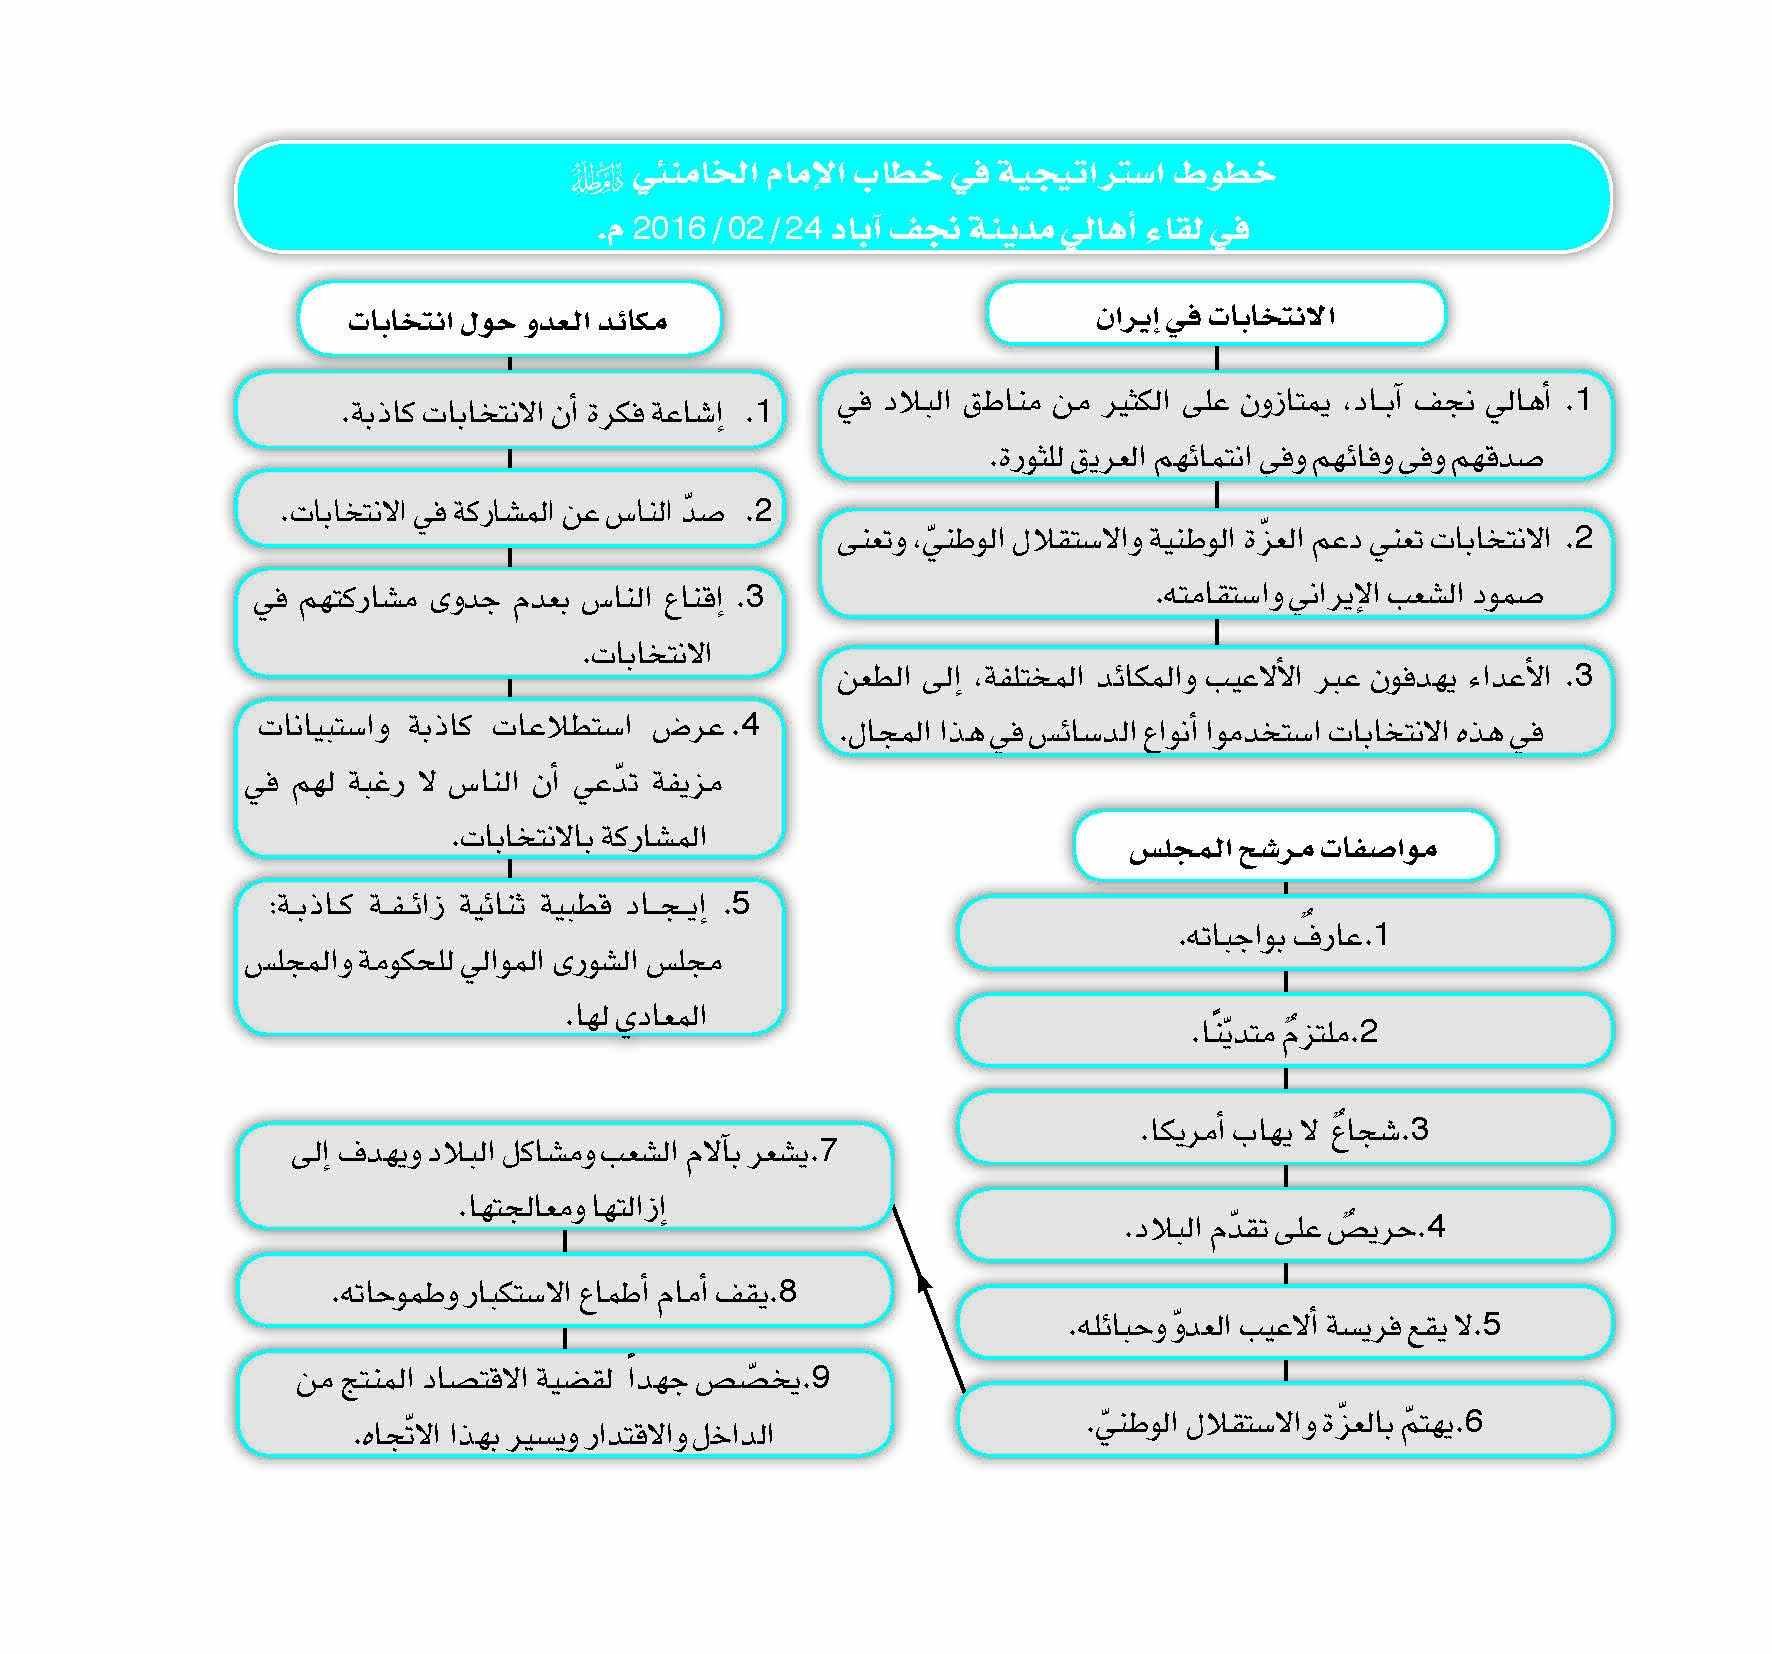 خطوط استراتيجية في خطاب الإمام الخامنئي دام ظله
في لقاء أهالي مدينة نجف آباد 24 / 02 / 2016 م.
الانتخابات في إيران
1. أهالي نجف آباد، يمتازون على الكثير من مناطق البلاد في
صدقهم وفي وفائهم وفي انتمائهم العريق للثورة.
2. الانتخابات تعني دعم العزّة الوطنية والاستقلال الوطنيّ، وتعنى
صمود الشعب الإيراني واستقامته.
3. الأعداء يهدفون عبر الألاعيب والمكائد المختلفة، إلى الطعن
في هذه الانتخابات استخدموا أنواع الدسائس في هذا المجال.
مواصفات مرشح المجلس
1.عارفٌ بواجباته.
2.ملتزمٌ متديّنًا.
3.شجاعٌ لا يهاب أمريكا.
4.حريصٌ على تقدّم البلاد.
5.لا يقع فريسة ألاعيب العدوّ وحبائله.
6.يهتمّ بالعزّة والاستقلال الوطنيّ.
7.يشعر بآلام الشعب ومشاكل البلاد ويهدف إلى
إزالتها ومعالجتها.
8.يقف أمام أطماع الاستكبار وطموحاته.
9.يخصّص جهداً لقضية الاقتصاد المنتج من
الداخل والاقتدار ويسير بهذا الاتّجاه.
مكائد العدو حول انتخابات
1. إشاعة فكرة أن الانتخابات كاذبة.
2. صدّ الناس عن المشاركة في الانتخابات.
3. إقناع الناس بعدم جدوى مشاركتهم في
الانتخابات.
4. عرض استطلاعات كاذبة واستبيانات
مزيفة تدّعي أن الناس لا رغبة لهم في
المشاركة بالانتخابات.
5. إيجاد قطبية ثنائية زائفة كاذبة:
مجلس الشورى الموالي للحكومة والمجلس
المعادي لها.